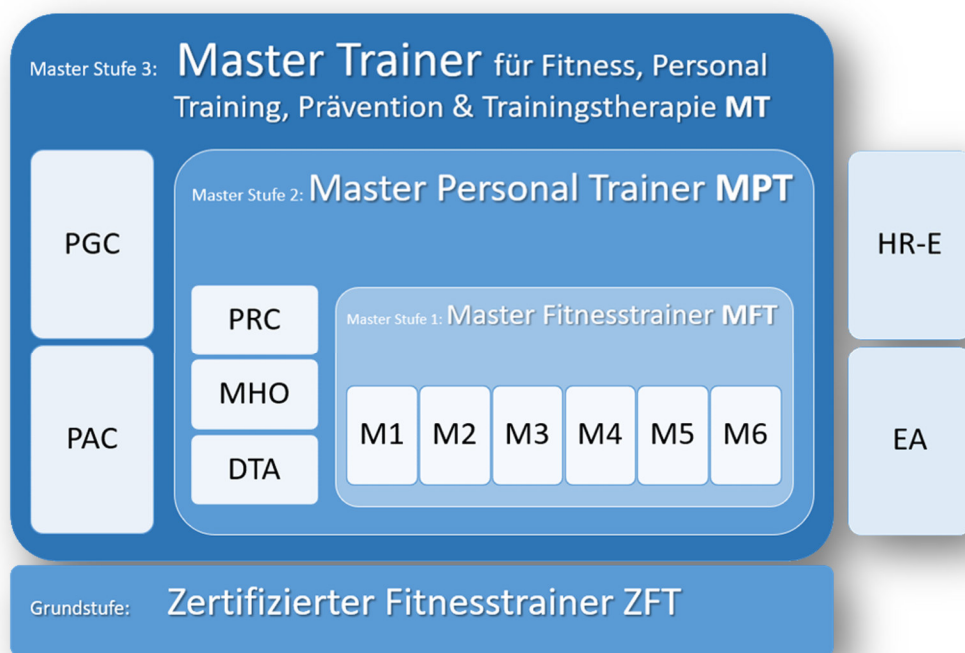 Master Stufe 3: Master Trainer für Fitness, Personal
Training, Prävention & Trainingstherapie MT
PGC
PAC
Master Stufe 2: Master Personal Trainer MPT
PRC
MHO
DTA
Master Stufe 1: Master Fitnesstrainer MFT
M1 M2 M3 M4 M5 M6
HR-E
EA
Grundstufe: Zertifizierter Fitnesstrainer ZFT